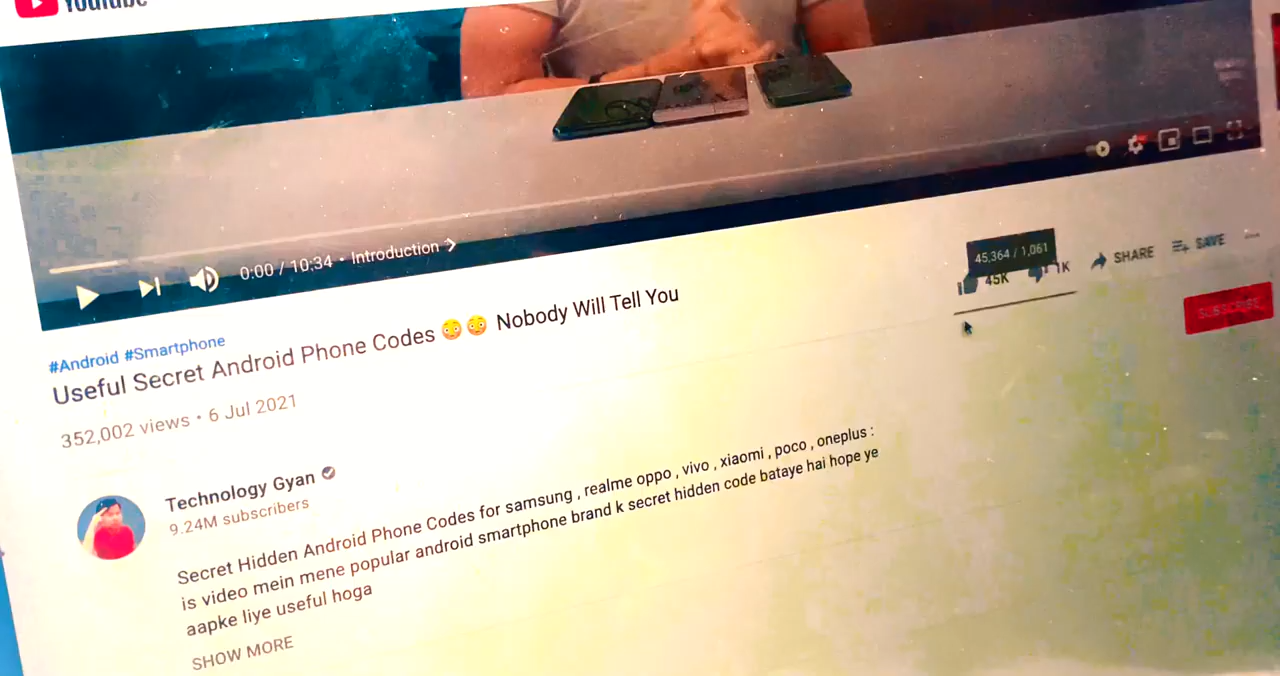 YouTube
0:00 / 10:34 • Introduction
45,364 / 1,061
45K
1K
SHARE
SAVE
SUBSCRIBE
#Android #Smartphone
Useful Secret Android Phone Codes 😳😳 Nobody Will Tell You
352,002 views • 6 Jul 2021
Technology Gyan
9.24M subscribers
Secret Hidden Android Phone Codes for samsung , realme oppo , vivo , xiaomi , poco , oneplus :
is video mein mene popular android smartphone brand k secret hidden code bataye hai hope ye
aapke liye useful hoga
SHOW MORE